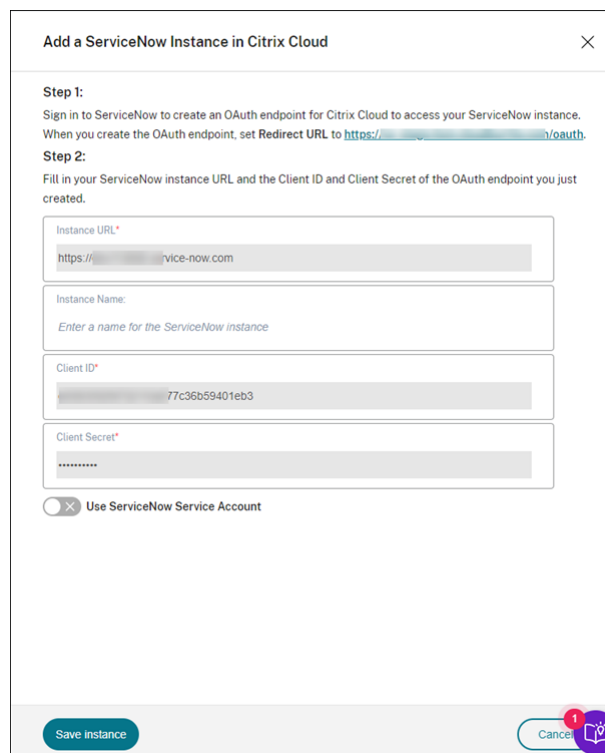 Add a ServiceNow Instance in Citrix Cloud
Step 1:
Sign in to ServiceNow to create an OAuth endpoint for Citrix Cloud to access your ServiceNow instance.
When you create the OAuth endpoint, set Redirect URL to https:/ /oauth.
Step 2:
Fill in your ServiceNow instance URL and the Client ID and Client Secret of the OAuth endpoint you just
created.
Instance URL*
https:// rvice-now.com
Instance Name:
Enter a name for the ServiceNow instance
Client ID*
77c36b59401eb3
Client Secret*
••••••••••
Use ServiceNow Service Account
Save instance
Cancel
1